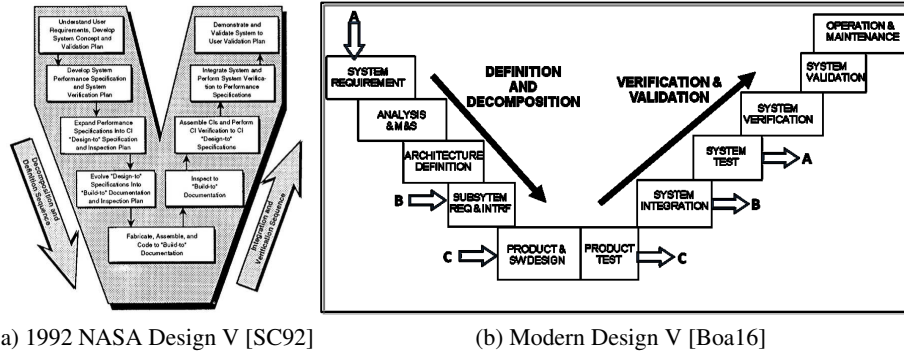 Understand User
Requirements, Develop
System Concept and
Validation Plan
Develop System
Performance Specification
and System
Verification Plan
Expand Performance
Specifications Into CI
"Design-to" Specification
and Inspection Plan
Evolve "Design-to"
Specifications Into
"Build-to" Documentation
and Inspection Plan
Fabricate, Assemble, and
Code to "Build-to"
Documentation
Inspect to
"Build-to"
Documentation
Assemble CIs and Perform
CI Verification to CI
"Design-to"
Specifications
Integrate System and
Perform System Verifica-
tion to Performance
Specifications
Demonstrate and
Validate System to
User Validation Plan
Decomposition and
Definition Sequence
Integration and
Verification Sequence
a) 1992 NASA Design V [SC92]
A
SYSTEM
REQUIREMENT
ANALYSIS
& M&S
ARCHITECTURE
DEFINITION
B
SUBSYTEM
REQ & INTRF
C
PRODUCT &
SWDESIGN
PRODUCT
TEST
C
SYSTEM
INTEGRATION
B
SYSTEM
TEST
A
SYSTEM
VERIFICATION
SYSTEM
VALIDATION
OPERATION &
MAINTENANCE
DEFINITION
AND
DECOMPOSITION
VERIFICATION &
VALIDATION
(b) Modern Design V [Boa16]